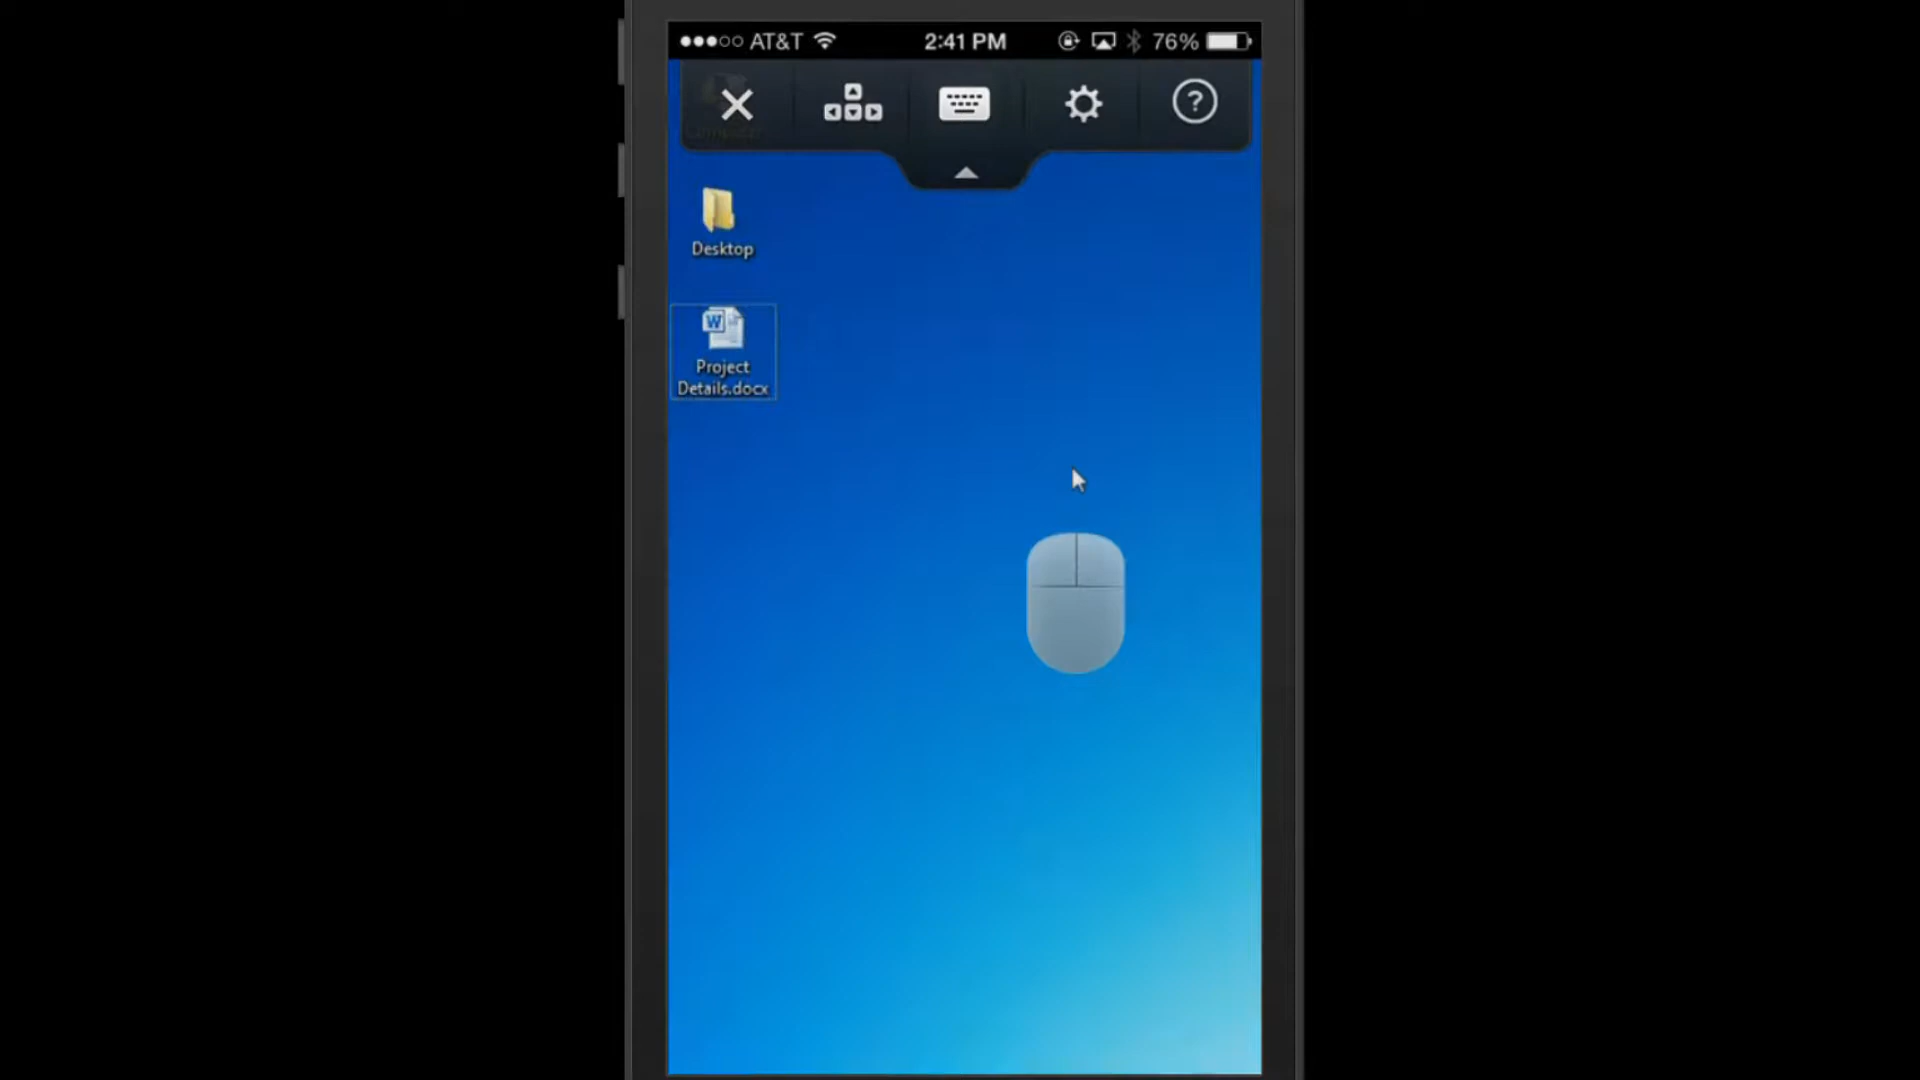 AT&T 2:41 PM 76%
?
Desktop
W
Project
Details.docx